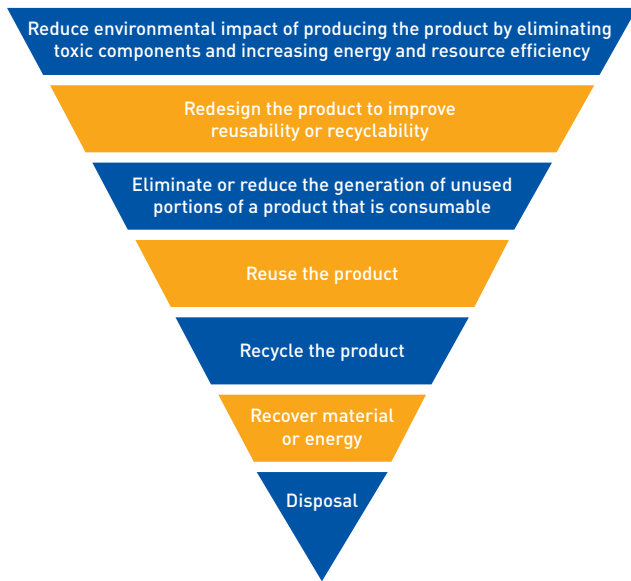 Reduce environmental impact of producing the product by eliminating
toxic components and increasing energy and resource efficiency
Redesign the product to improve
reusability or recyclability
Eliminate or reduce the generation of unused
portions of a product that is consumable
Reuse the product
Recycle the product
Recover material
or energy
Disposal